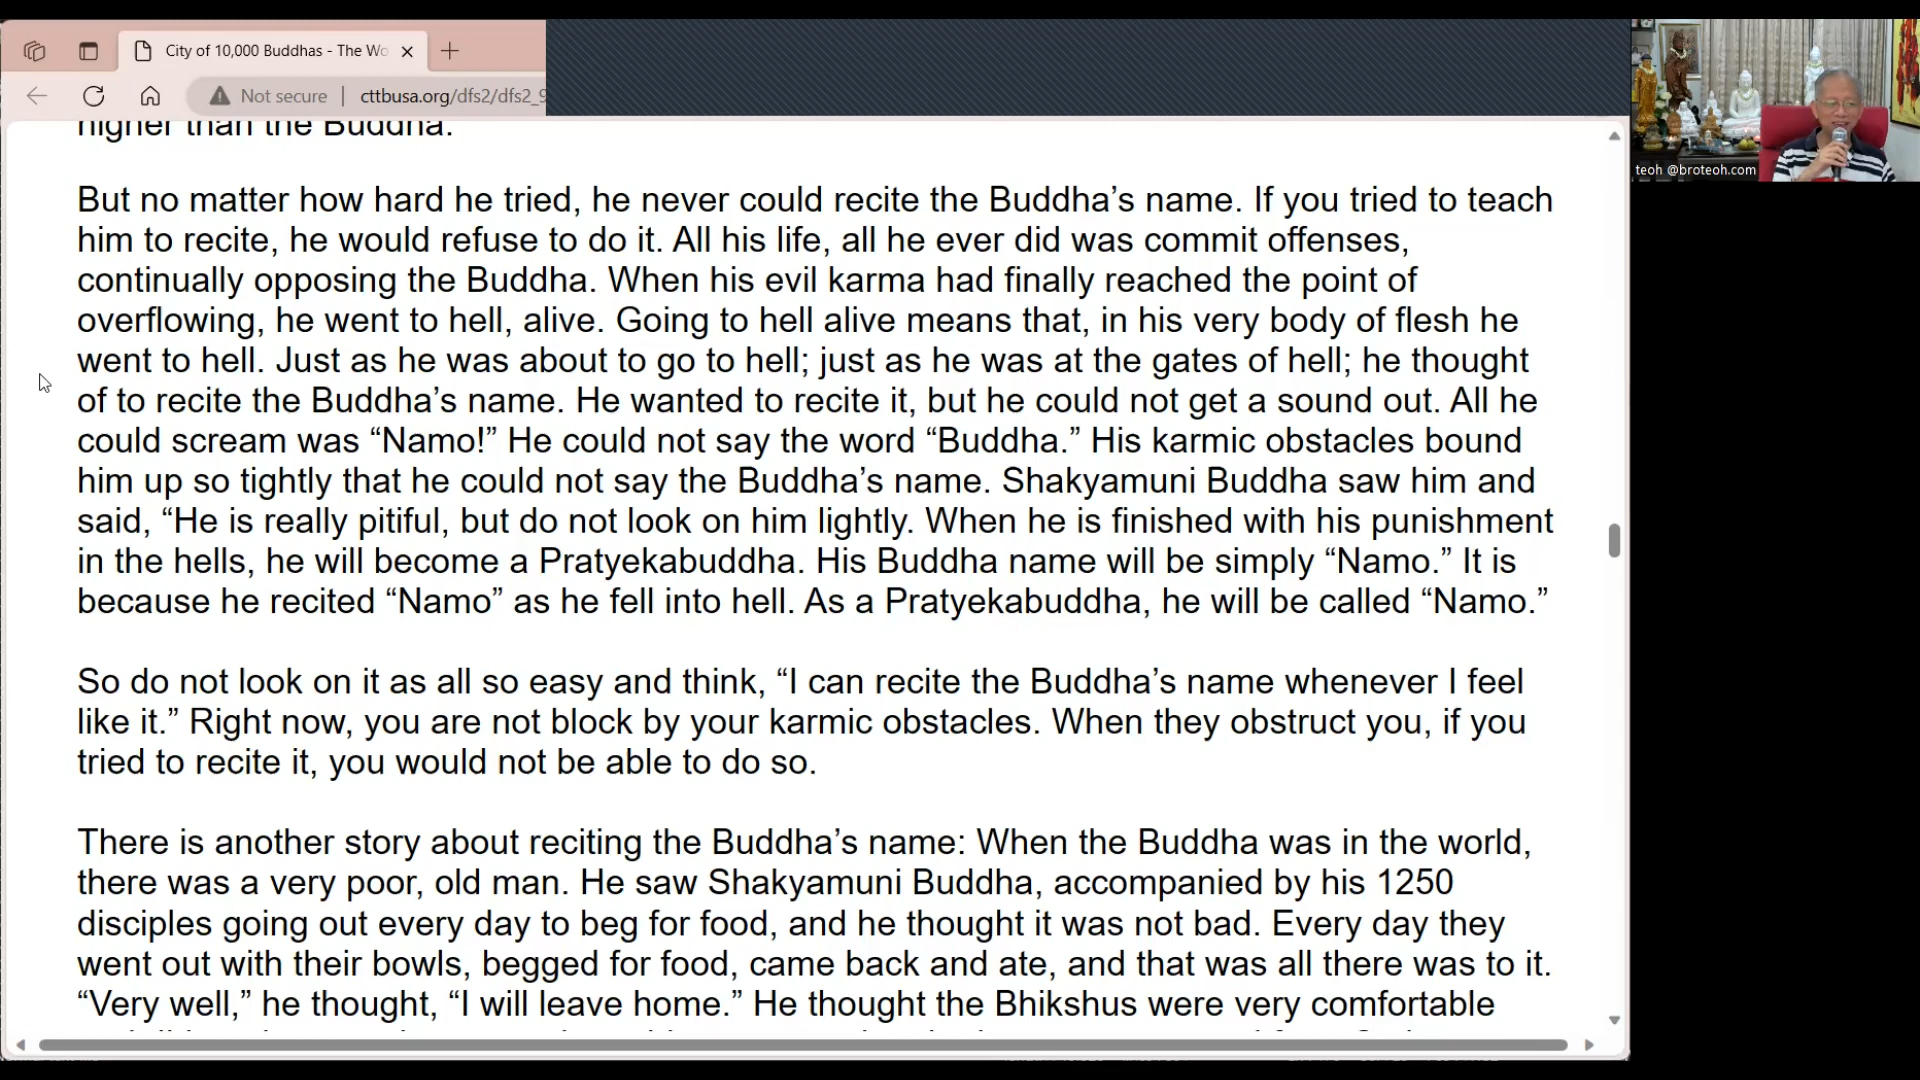 City of 10,000 Buddhas - The Wo
Not secure | cttbusa.org/dfs2/dfs2_9
higher than the Buddha.
But no matter how hard he tried, he never could recite the Buddha’s name. If you tried to teach
him to recite, he would refuse to do it. All his life, all he ever did was commit offenses,
continually opposing the Buddha. When his evil karma had finally reached the point of
overflowing, he went to hell, alive. Going to hell alive means that, in his very body of flesh he
went to hell. Just as he was about to go to hell; just as he was at the gates of hell; he thought
of to recite the Buddha’s name. He wanted to recite it, but he could not get a sound out. All he
could scream was “Namo!” He could not say the word “Buddha.” His karmic obstacles bound
him up so tightly that he could not say the Buddha’s name. Shakyamuni Buddha saw him and
said, “He is really pitiful, but do not look on him lightly. When he is finished with his punishment
in the hells, he will become a Pratyekabuddha. His Buddha name will be simply “Namo.” It is
because he recited “Namo” as he fell into hell. As a Pratyekabuddha, he will be called “Namo.”
So do not look on it as all so easy and think, “I can recite the Buddha’s name whenever I feel
like it.” Right now, you are not block by your karmic obstacles. When they obstruct you, if you
tried to recite it, you would not be able to do so.
There is another story about reciting the Buddha’s name: When the Buddha was in the world,
there was a very poor, old man. He saw Shakyamuni Buddha, accompanied by his 1250
disciples going out every day to beg for food, and he thought it was not bad. Every day they
went out with their bowls, begged for food, came back and ate, and that was all there was to it.
“Very well,” he thought, “I will leave home.” He thought the Bhikshus were very comfortable
teoh @broteoh.com